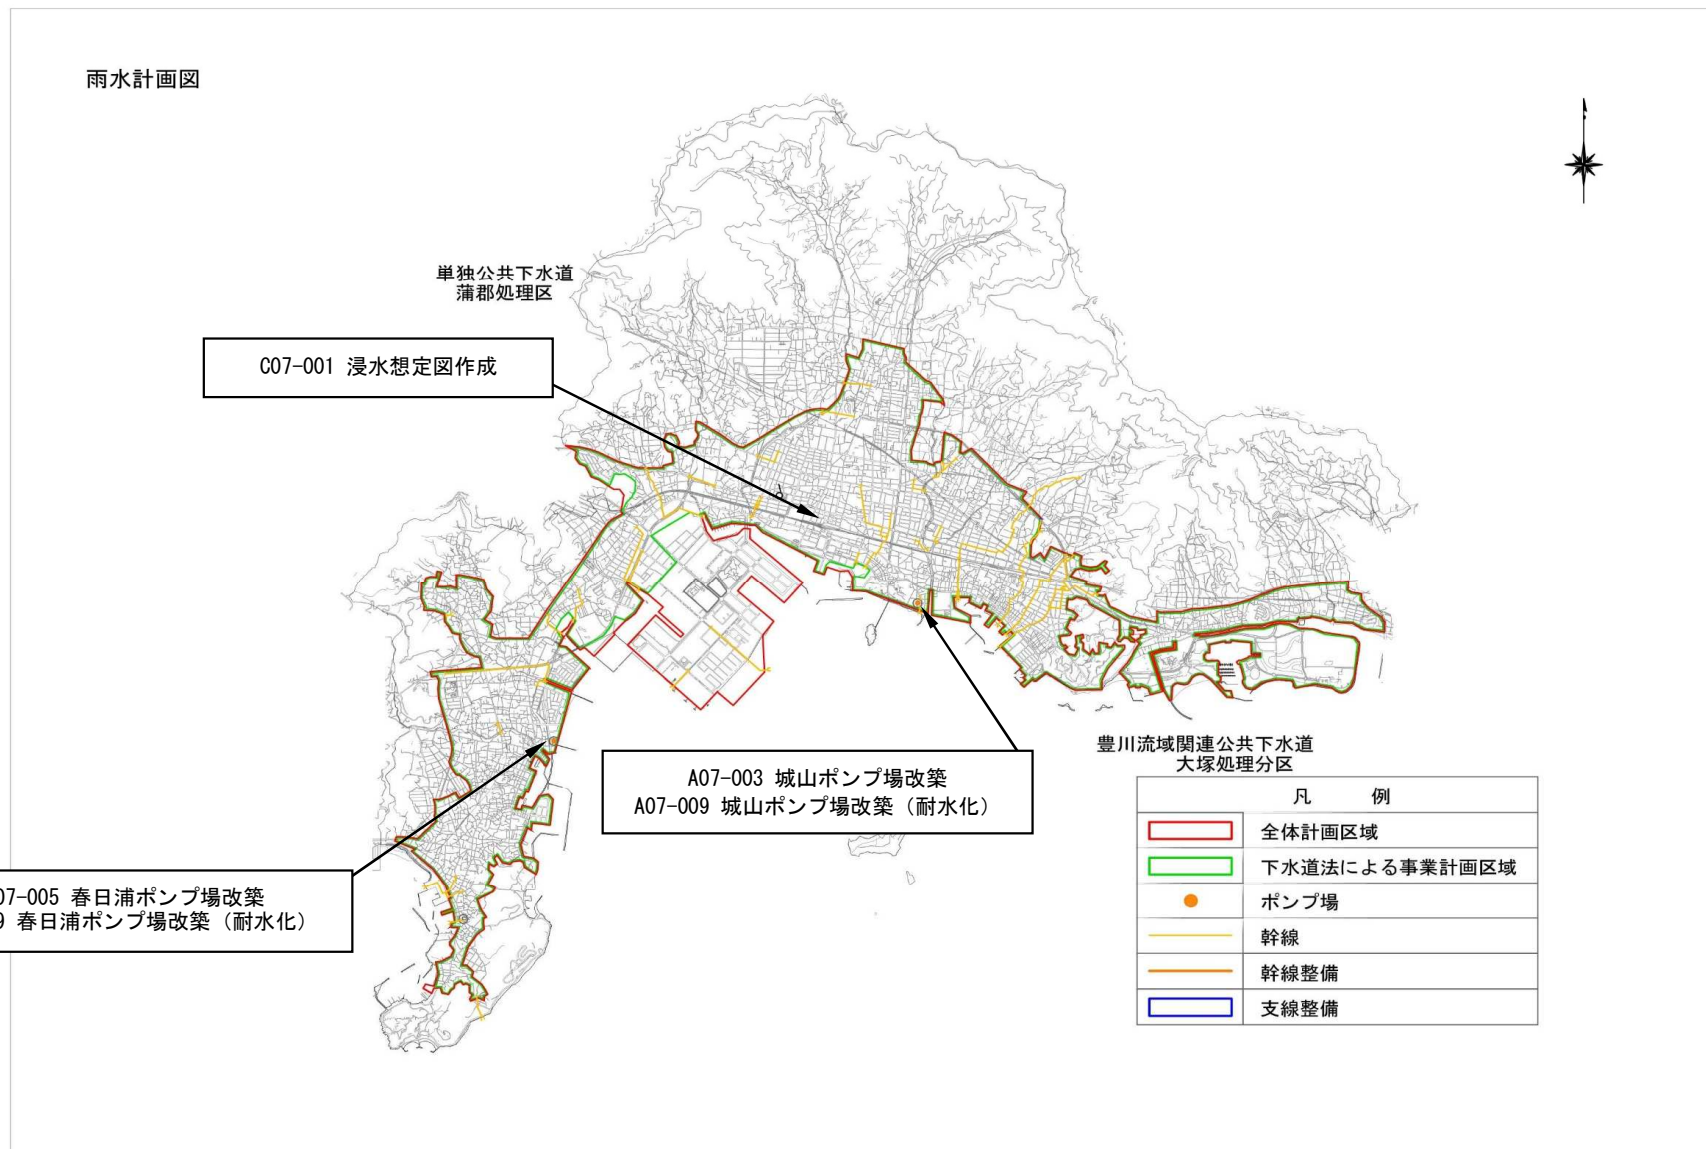 雨水計画図
単独公共下水道
蒲郡処理区
C07-001 浸水想定図作成
A07-003 城山ポンプ場改築
A07-009 城山ポンプ場改築（耐水化）
07-005 春日浦ポンプ場改築
9 春日浦ポンプ場改築（耐水化）
豊川流域関連公共下水道
大塚処理分区
凡 例
全体計画区域
下水道法による事業計画区域
ポンプ場
幹線
幹線整備
支線整備